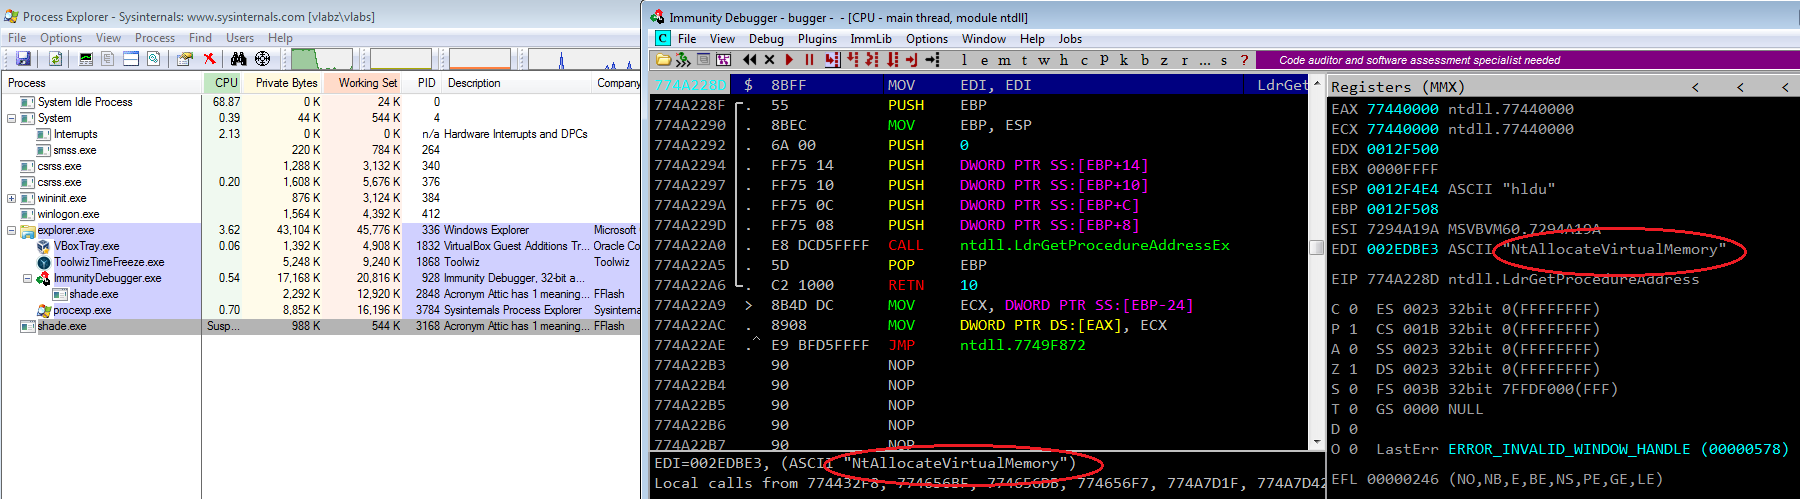 Process Explorer - Sysinternals: www.sysinternals.com [vlabz\vlabs]
File Options View Process Find Users Help
Process CPU Private Bytes Working Set PID Description Company
System Idle Process 68.87 0 K 24 K 0
System 0.39 44 K 544 K 4
Interrupts 2.13 0 K 0 K n/a Hardware Interrupts and DPCs
smss.exe 220 K 784 K 264
csrss.exe 1,288 K 3,132 K 340
csrss.exe 0.20 1,608 K 5,676 K 376
wininit.exe 876 K 3,124 K 384
winlogon.exe 1,564 K 4,392 K 412
explorer.exe 3.62 43,104 K 45,776 K 336 Windows Explorer Microsoft
VBoxTray.exe 0.06 1,392 K 4,908 K 1832 VirtualBox Guest Additions Tr... Oracle Co
ToolwizTimeFreeze.exe 5,248 K 9,240 K 1868 Toolwiz Toolwiz
ImmunityDebugger.exe 0.54 17,168 K 20,816 K 928 Immunity Debugger, 32-bit a...
shade.exe 2,292 K 12,920 K 2848 Acronym Attic has 1 meaning... FFlash
procexp.exe 0.70 8,852 K 16,196 K 3784 Sysinternals Process Explorer Sysinterna
shade.exe Susp... 988 K 544 K 3168 Acronym Attic has 1 meaning... FFlash
Immunity Debugger - bugger - - [CPU - main thread, module ntdll]
C File View Debug Plugins ImmLib Options Window Help Jobs
l e m t w h c p k b z r ... s ? Code auditor and software assessment specialist needed
774A228D $ 8BFF MOV EDI, EDI LdrGet
774A228F . 55 PUSH EBP
774A2290 . 8BEC MOV EBP, ESP
774A2292 . 6A 00 PUSH 0
774A2294 . FF75 14 PUSH DWORD PTR SS:[EBP+14]
774A2297 . FF75 10 PUSH DWORD PTR SS:[EBP+10]
774A229A . FF75 0C PUSH DWORD PTR SS:[EBP+C]
774A229D . FF75 08 PUSH DWORD PTR SS:[EBP+8]
774A22A0 . E8 DCD5FFFF CALL ntdll.LdrGetProcedureAddressEx
774A22A5 . 5D POP EBP
774A22A6 . C2 1000 RETN 10
774A22A9 > 8B4D DC MOV ECX, DWORD PTR SS:[EBP-24]
774A22AC . 8908 MOV DWORD PTR DS:[EAX], ECX
774A22AE .^ E9 BFD5FFFF JMP ntdll.7749F872
774A22B3 90 NOP
774A22B4 90 NOP
774A22B5 90 NOP
774A22B6 90 NOP
774A22B7 90 NOP
EDI=002EDBE3, (ASCII "NtAllocateVirtualMemory")
Local calls from 774432F8, 774656BF, 774656DB, 774656F7, 774A7D1F, 774A7D42
Registers (MMX) < < <
EAX 77440000 ntdll.77440000
ECX 77440000 ntdll.77440000
EDX 0012F500
EBX 0000FFFF
ESP 0012F4E4 ASCII "hldu"
EBP 0012F508
ESI 7294A19A MSVBVM60.7294A19A
EDI 002EDBE3 ASCII "NtAllocateVirtualMemory"
EIP 774A228D ntdll.LdrGetProcedureAddress
C 0 ES 0023 32bit 0(FFFFFFFF)
P 1 CS 001B 32bit 0(FFFFFFFF)
A 0 SS 0023 32bit 0(FFFFFFFF)
Z 1 DS 0023 32bit 0(FFFFFFFF)
S 0 FS 003B 32bit 7FFDF000(FFF)
T 0 GS 0000 NULL
D 0
O 0 LastErr ERROR_INVALID_WINDOW_HANDLE (00000578)
EFL 00000246 (NO,NB,E,BE,NS,PE,GE,LE)